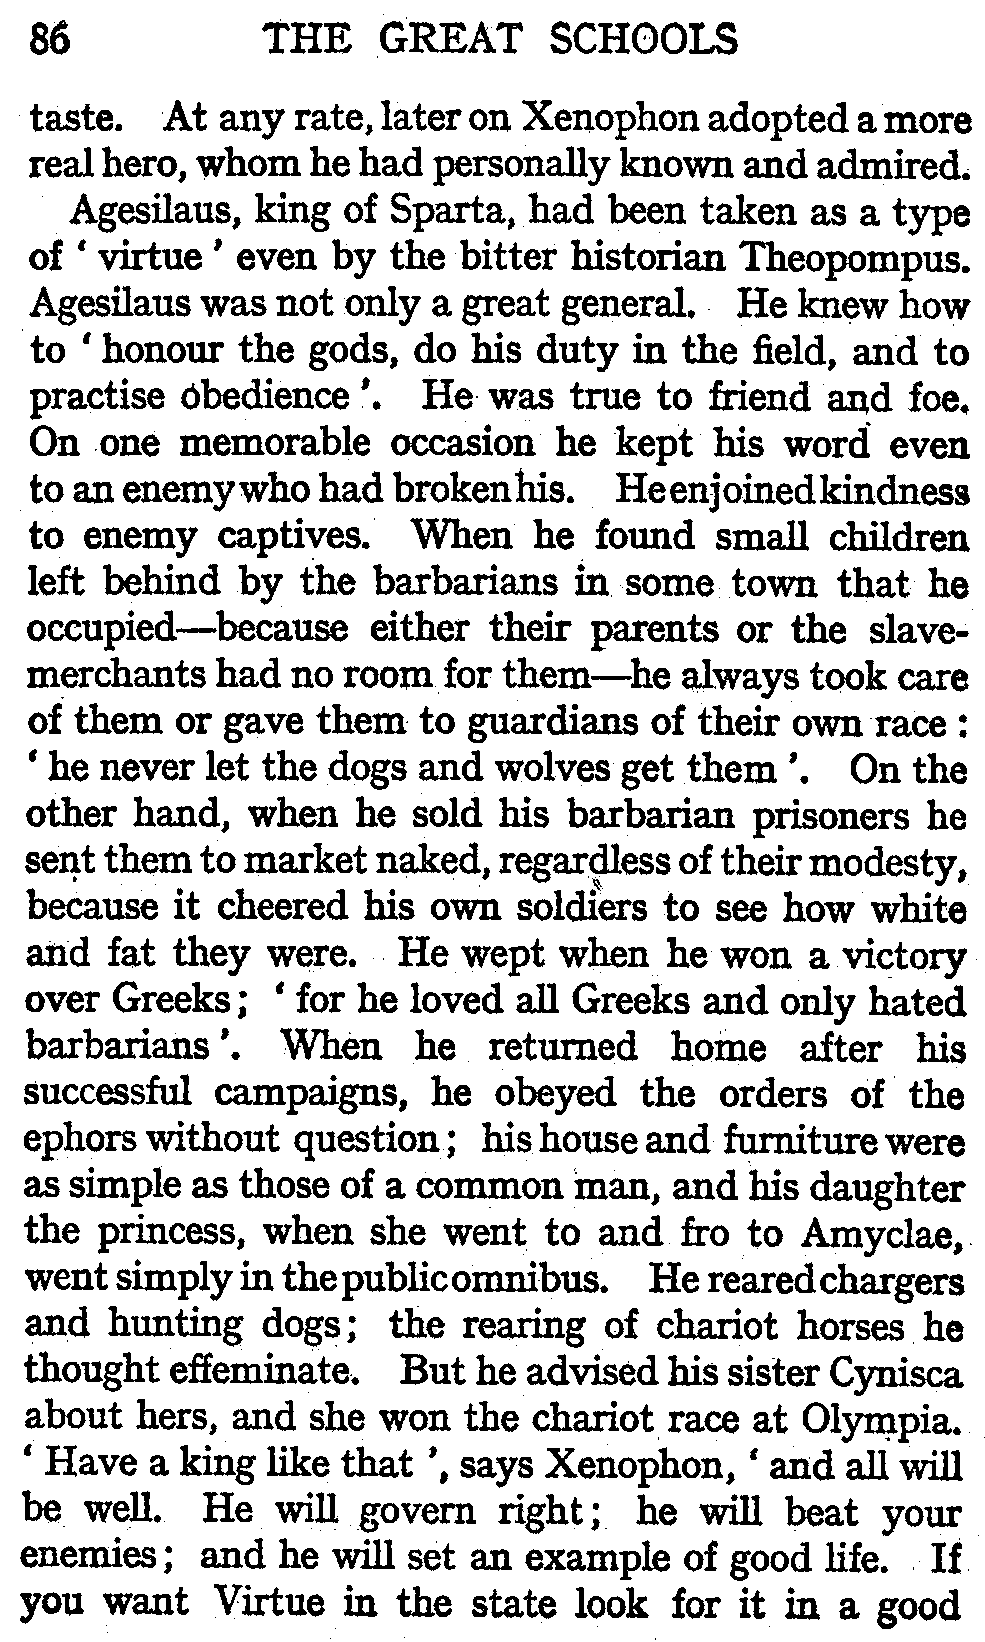 86 THE GREAT SCHOOLS
taste. At any rate, later on Xenophon adopted a more
real hero, whom he had personally known and admired.
Agesilaus, king of Sparta, had been taken as a type
of ‘ virtue ’ even by the bitter historian Theopompus.
Agesilaus was not only a great general. He knew how
to ‘ honour the gods, do his duty in the field, and to
practise obedience ’. He was true to friend and foe.
On one memorable occasion he kept his word even
to an enemy who had broken his. He enjoined kindness
to enemy captives. When he found small children
left behind by the barbarians in some town that he
occupied—because either their parents or the slave-
merchants had no room for them—he always took care
of them or gave them to guardians of their own race :
‘ he never let the dogs and wolves get them ’. On the
other hand, when he sold his barbarian prisoners he
sent them to market naked, regardless of their modesty,
because it cheered his own soldiers to see how white
and fat they were. He wept when he won a victory
over Greeks ; ‘ for he loved all Greeks and only hated
barbarians ’. When he returned home after his
successful campaigns, he obeyed the orders of the
ephors without question ; his house and furniture were
as simple as those of a common man, and his daughter
the princess, when she went to and fro to Amyclae,
went simply in the public omnibus. He reared chargers
and hunting dogs ; the rearing of chariot horses he
thought effeminate. But he advised his sister Cynisca
about hers, and she won the chariot race at Olympia.
‘ Have a king like that ’, says Xenophon, ‘ and all will
be well. He will govern right ; he will beat your
enemies ; and he will set an example of good life. If
you want Virtue in the state look for it in a good